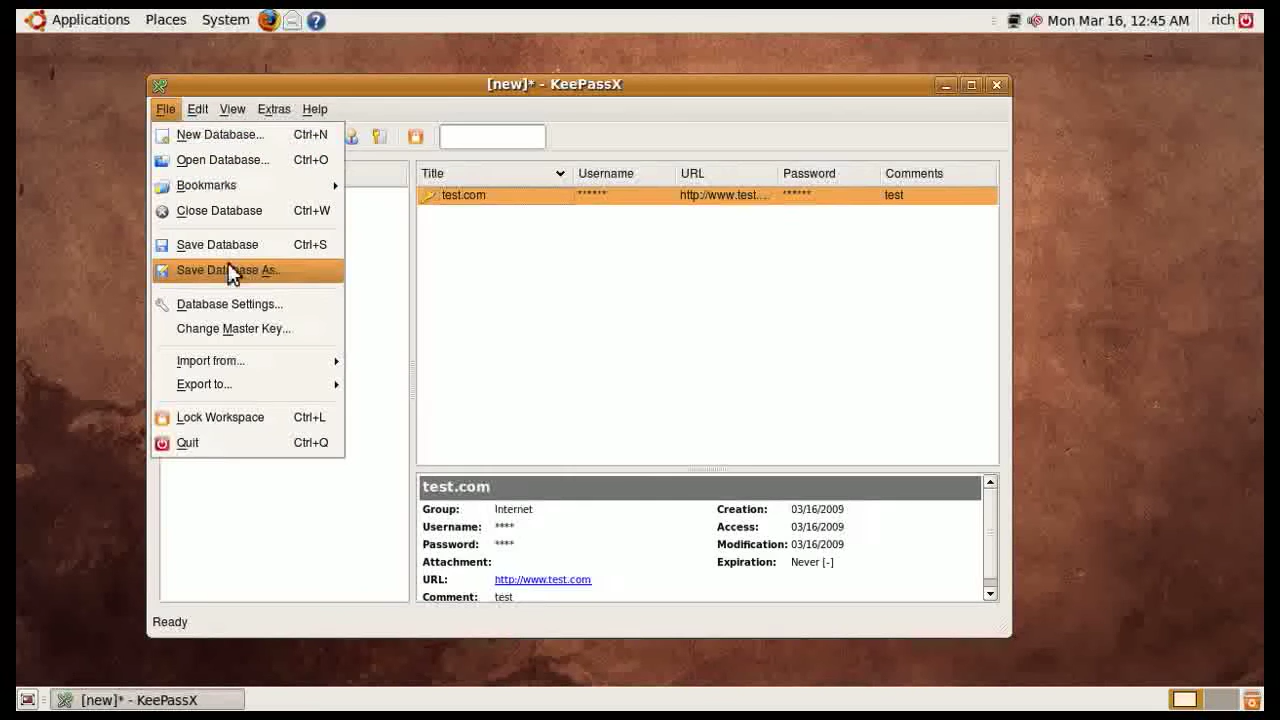 Applications Places System Mon Mar 16, 12:45 AM rich
[new]* - KeePassX
File Edit View Extras Help
New Database... Ctrl+N
Open Database... Ctrl+O
Bookmarks
Close Database Ctrl+W
Save Database Ctrl+S
Save Database As..
Database Settings...
Change Master Key...
Import from...
Export to...
Lock Workspace Ctrl+L
Quit Ctrl+Q
Title Username URL Password Comments
test.com ****** http://www.test.... ****** test
test.com
Group: Internet Creation: 03/16/2009
Username: **** Access: 03/16/2009
Password: **** Modification: 03/16/2009
Attachment: Expiration: Never [-]
URL: http://www.test.com
Comment: test
Ready
[new]* - KeePassX